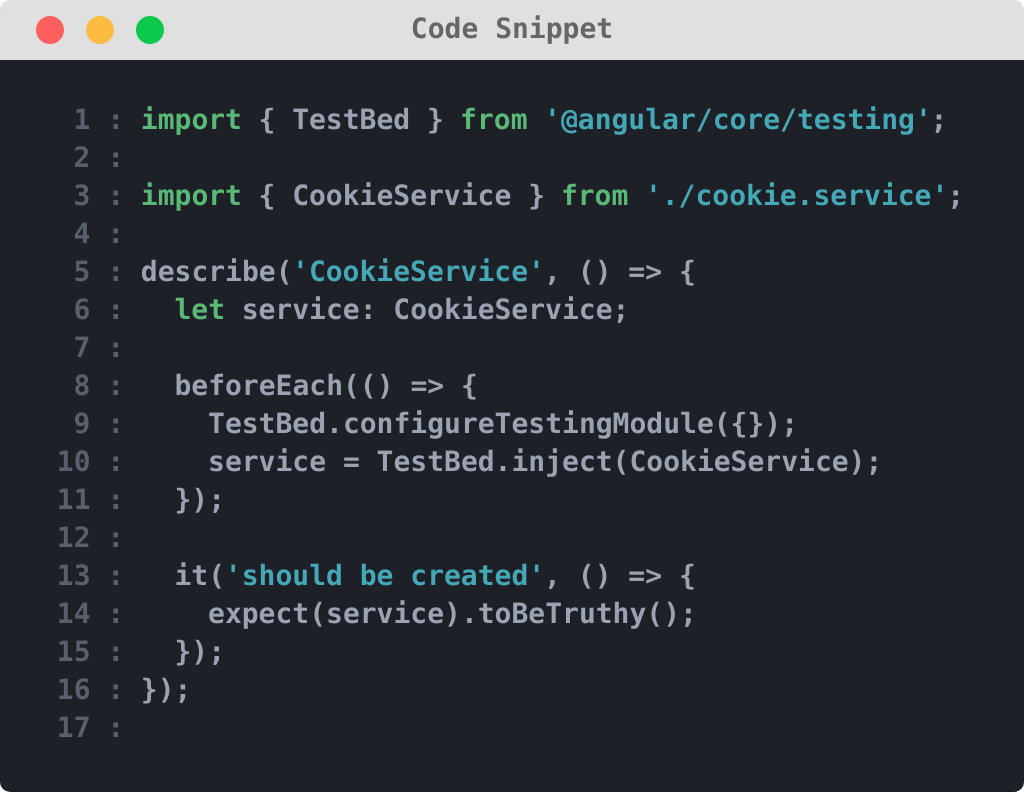 Code Snippet
1 : import { TestBed } from '@angular/core/testing';
2 :
3 : import { CookieService } from './cookie.service';
4 :
5 : describe('CookieService', () => {
6 :   let service: CookieService;
7 :
8 :   beforeEach(() => {
9 :     TestBed.configureTestingModule({});
10 :     service = TestBed.inject(CookieService);
11 :   });
12 :
13 :   it('should be created', () => {
14 :     expect(service).toBeTruthy();
15 :   });
16 : });
17 :